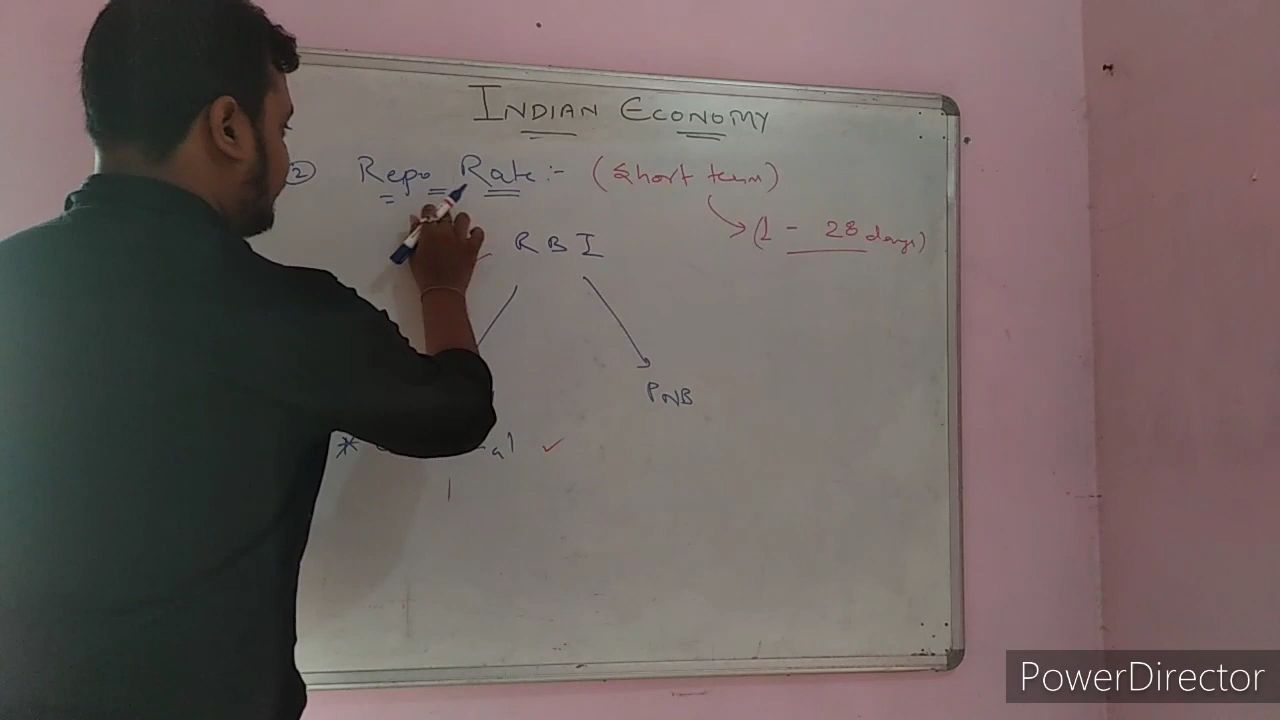 INDIAN ECONOMY
② Repo Rate :- (Short term)
(1 - 28 days)
RBI
PNB
*
PowerDirector